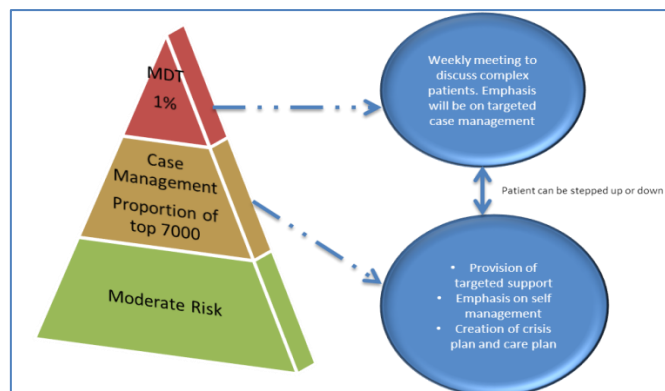 MDT
1%
Case
Management
Proportion of
top 7000
Moderate Risk
Weekly meeting to
discuss complex
patients. Emphasis
will be on targeted
case management
Patient can be stepped up or down
• Provision of
targeted support
• Emphasis on self
management
• Creation of crisis
plan and care plan